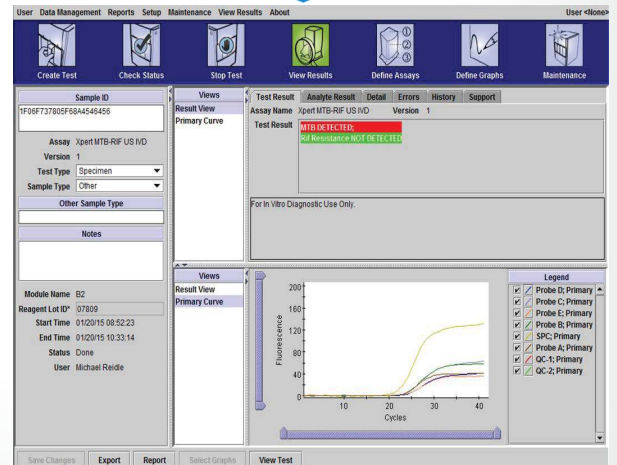 User Data Management Reports Setup Maintenance View Results About User <None>
Create Test Check Status Stop Test View Results Define Assays Define Graphs Maintenance
1
2
3
Sample ID
1F06F737805F68A4546456
Assay Xpert MTB-RIF US IVD
Version 1
Test Type Specimen
Sample Type Other
Other Sample Type
Notes
Module Name B2
Reagent Lot ID* 07809
Start Time 01/20/15 08:52:23
End Time 01/20/15 10:33:14
Status Done
User Michael Reidle
Views
Result View
Primary Curve
Test Result Analyte Result Detail Errors History Support
Assay Name Xpert MTB-RIF US IVD Version 1
Test Result MTB DETECTED;
Rif Resistance NOT DETECTED
For In Vitro Diagnostic Use Only.
Views
Result View
Primary Curve
Fluorescence
200
160
120
80
40
0
10 20 30 40
Cycles
Legend
Probe D; Primary
Probe C; Primary
Probe E; Primary
Probe B; Primary
SPC; Primary
Probe A; Primary
QC-1; Primary
QC-2; Primary
Save Changes Export Report Select Graphs View Test